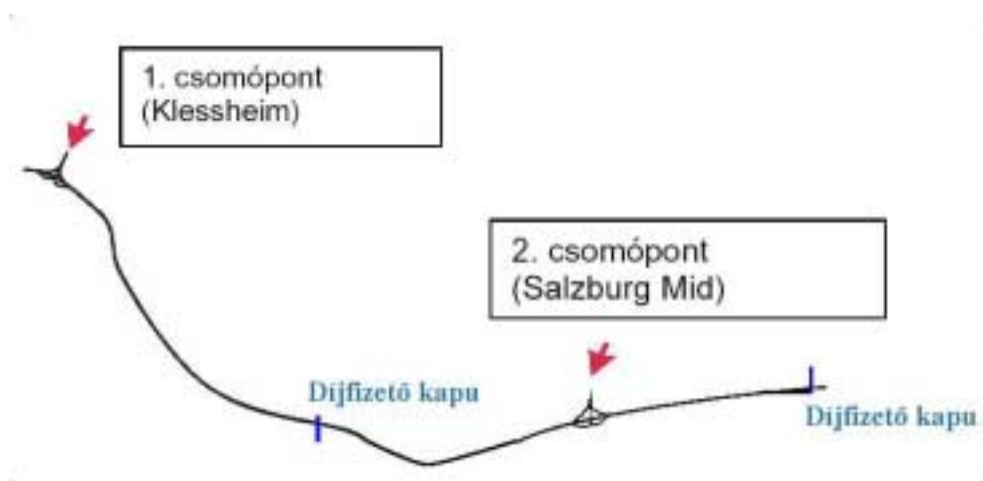 1. csomópont
(Klessheim)
2. csomópont
(Salzburg Mid)
Díjfizető kapu
Díjfizető kapu